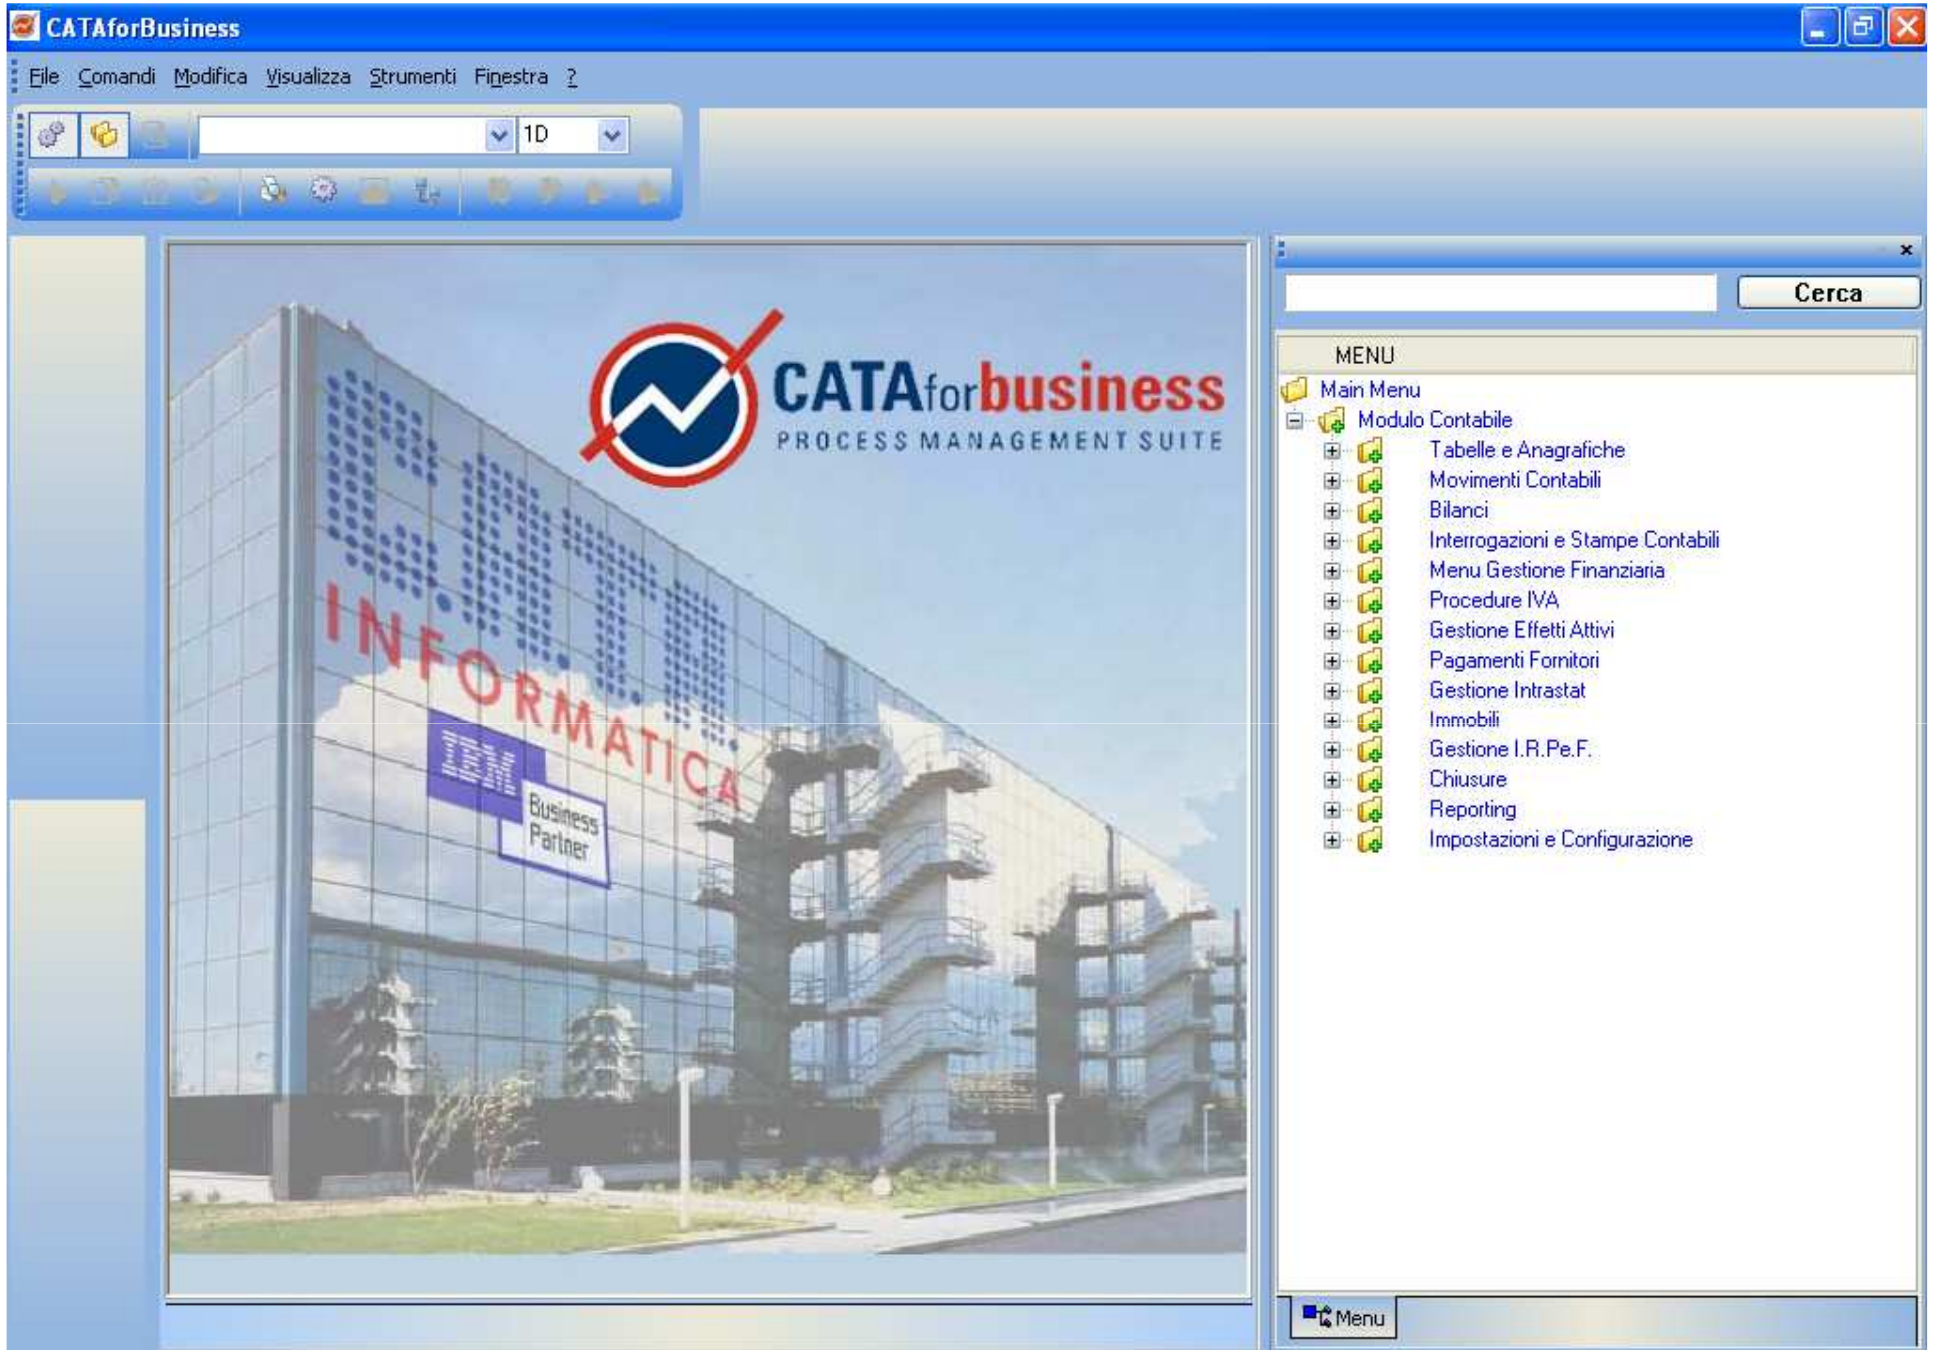 CATAforBusiness
File Comandi Modifica Visualizza Strumenti Finestra ?
1D
Cerca
MENU
Main Menu
Modulo Contabile
Tabelle e Anagrafiche
Movimenti Contabili
Bilanci
Interrogazioni e Stampe Contabili
Menu Gestione Finanziaria
Procedure IVA
Gestione Effetti Attivi
Pagamenti Fornitori
Gestione Intrastat
Immobili
Gestione I.R.Pe.F.
Chiusure
Reporting
Impostazioni e Configurazione
Menu
CATAforbusiness
PROCESS MANAGEMENT SUITE
C.A.T.A.
INFORMATICA
IBM
Business
Partner